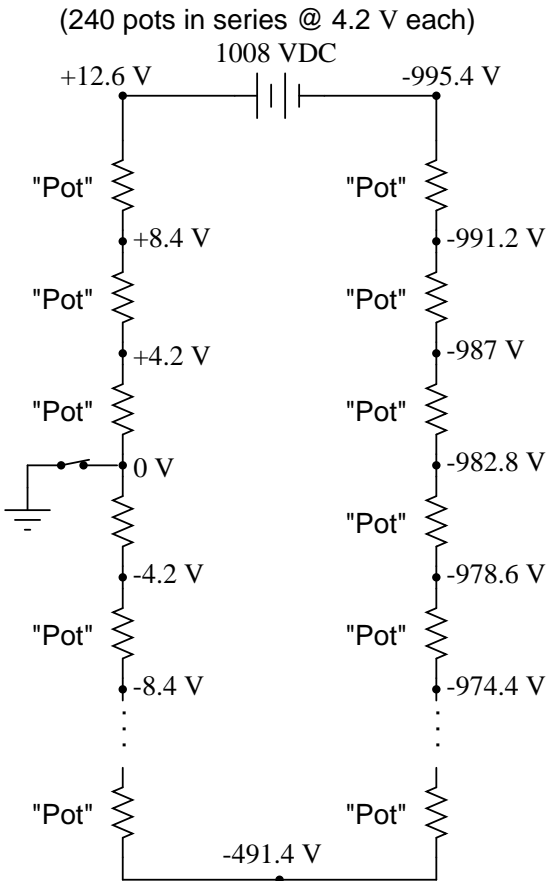 (240 pots in series @ 4.2 V each)
1008 VDC
+12.6 V
-995.4 V
"Pot"
"Pot"
+8.4 V
-991.2 V
"Pot"
"Pot"
+4.2 V
-987 V
"Pot"
"Pot"
0 V
-982.8 V
"Pot"
-4.2 V
-978.6 V
"Pot"
"Pot"
-8.4 V
-974.4 V
"Pot"
"Pot"
-491.4 V